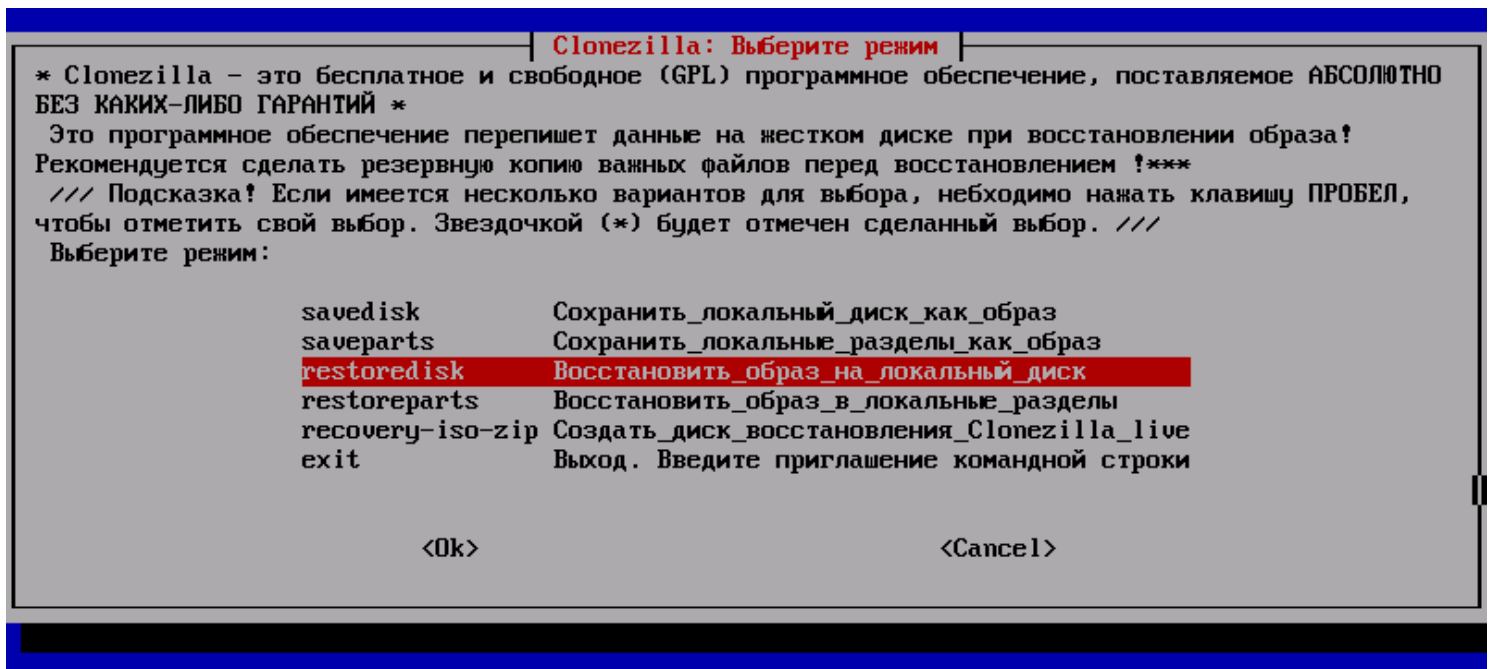 Clonezilla: Выберите режим
* Clonezilla - это бесплатное и свободное (GPL) программное обеспечение, поставляемое АБСОЛЮТНО
БЕЗ КАКИХ-ЛИБО ГАРАНТИЙ *
Это программное обеспечение перепишет данные на жестком диске при восстановлении образа!
Рекомендуется сделать резервную копию важных файлов перед восстановлением !***
/// Подсказка! Если имеется несколько вариантов для выбора, небходимо нажать клавишу ПРОБЕЛ,
чтобы отметить свой выбор. Звездочкой (*) будет отмечен сделанный выбор. ///
Выберите режим:
savedisk Сохранить_локальный_диск_как_образ
saveparts Сохранить_локальные_разделы_как_образ
restoredisk Восстановить_образ_на_локальный_диск
restoreparts Восстановить_образ_в_локальные_разделы
recovery-iso-zip Создать_диск_восстановления_Clonezilla_live
exit Выход. Введите приглашение командной строки
<Ok> <Cancel>